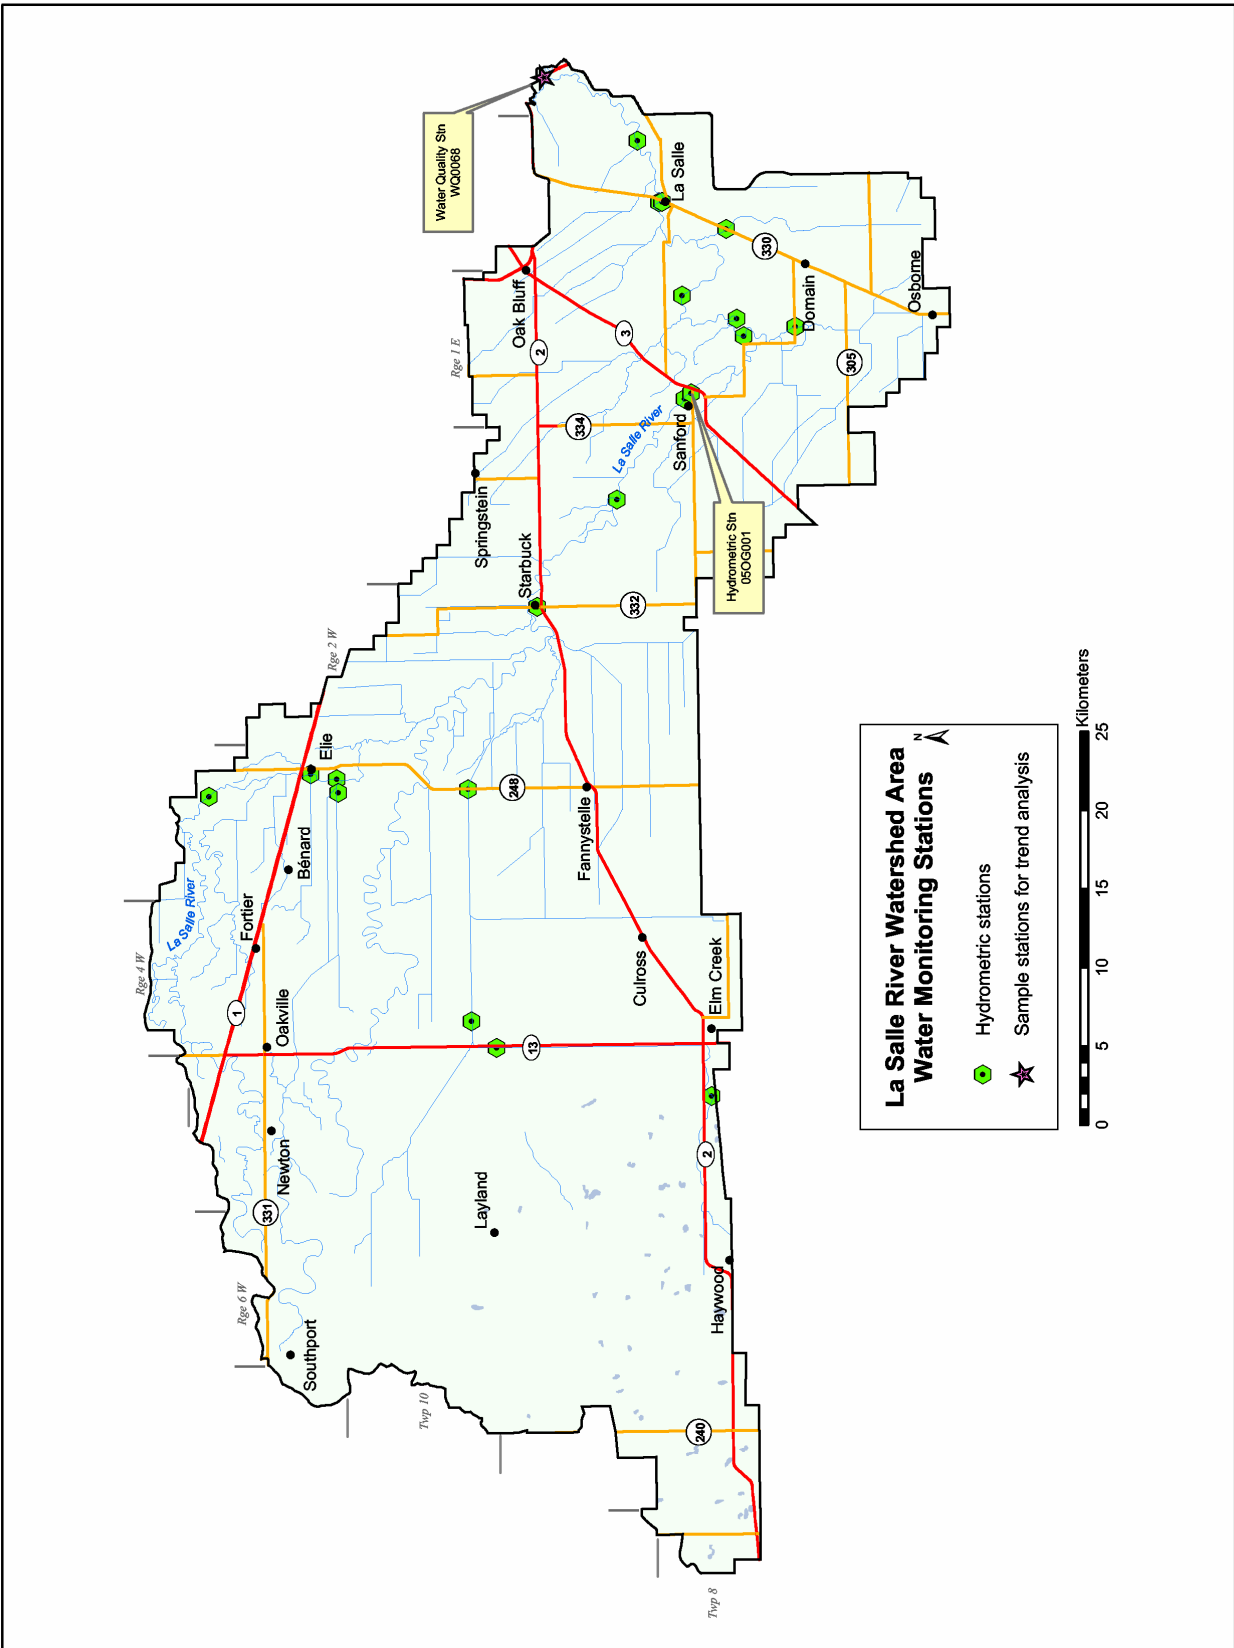 Water Quality Stn
WQ0068
Rge 4 W
La Salle River
Rge 2 W
Rge 1 E
Rge 6 W
Twp 10
Twp 8
Southport
331
Newton
Oakville
1
Fortier
Bénard
Elie
Springstein
Oak Bluff
La Salle
Layland
13
248
Fannystelle
Culross
Starbuck
2
334
3
La Salle River
Sanford
332
330
Domain
305
Osborne
Hydrometric Stn
05OG001
240
Haywood
2
Elm Creek
La Salle River Watershed Area
Water Monitoring Stations
N
Hydrometric stations
Sample stations for trend analysis
0 5 10 15 20 25
Kilometers